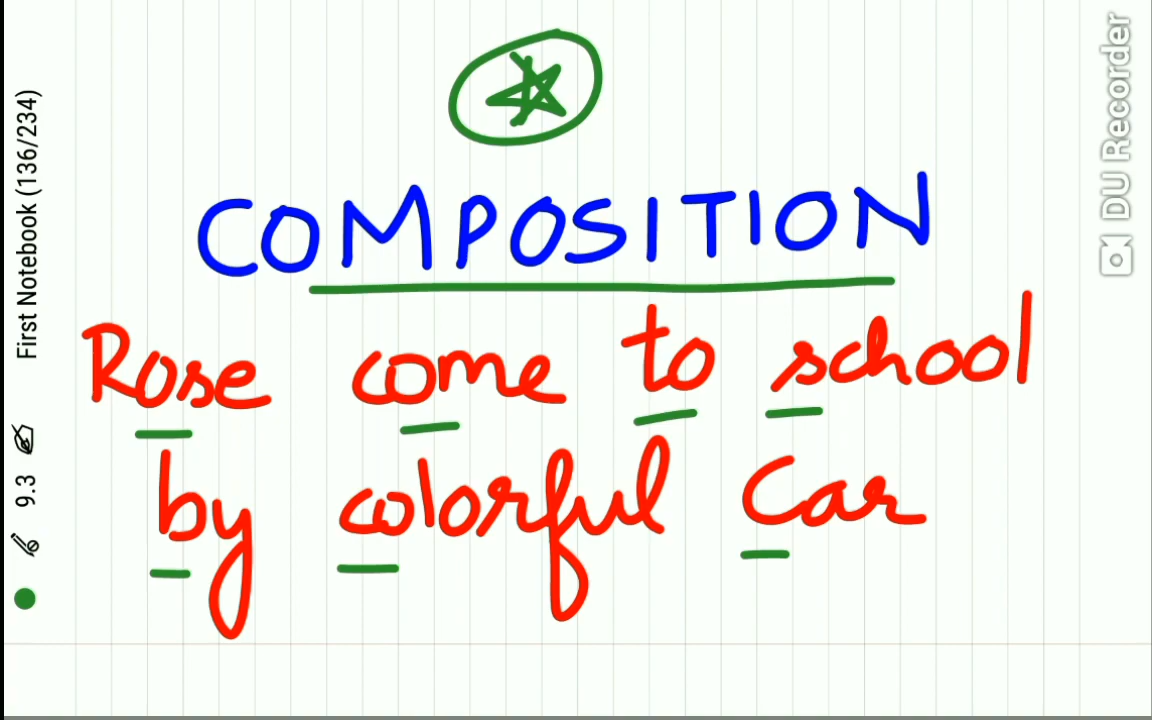 COMPOSITION
Rose come to school
by colorful Car
First Notebook (136/234)
9.3
DU Recorder